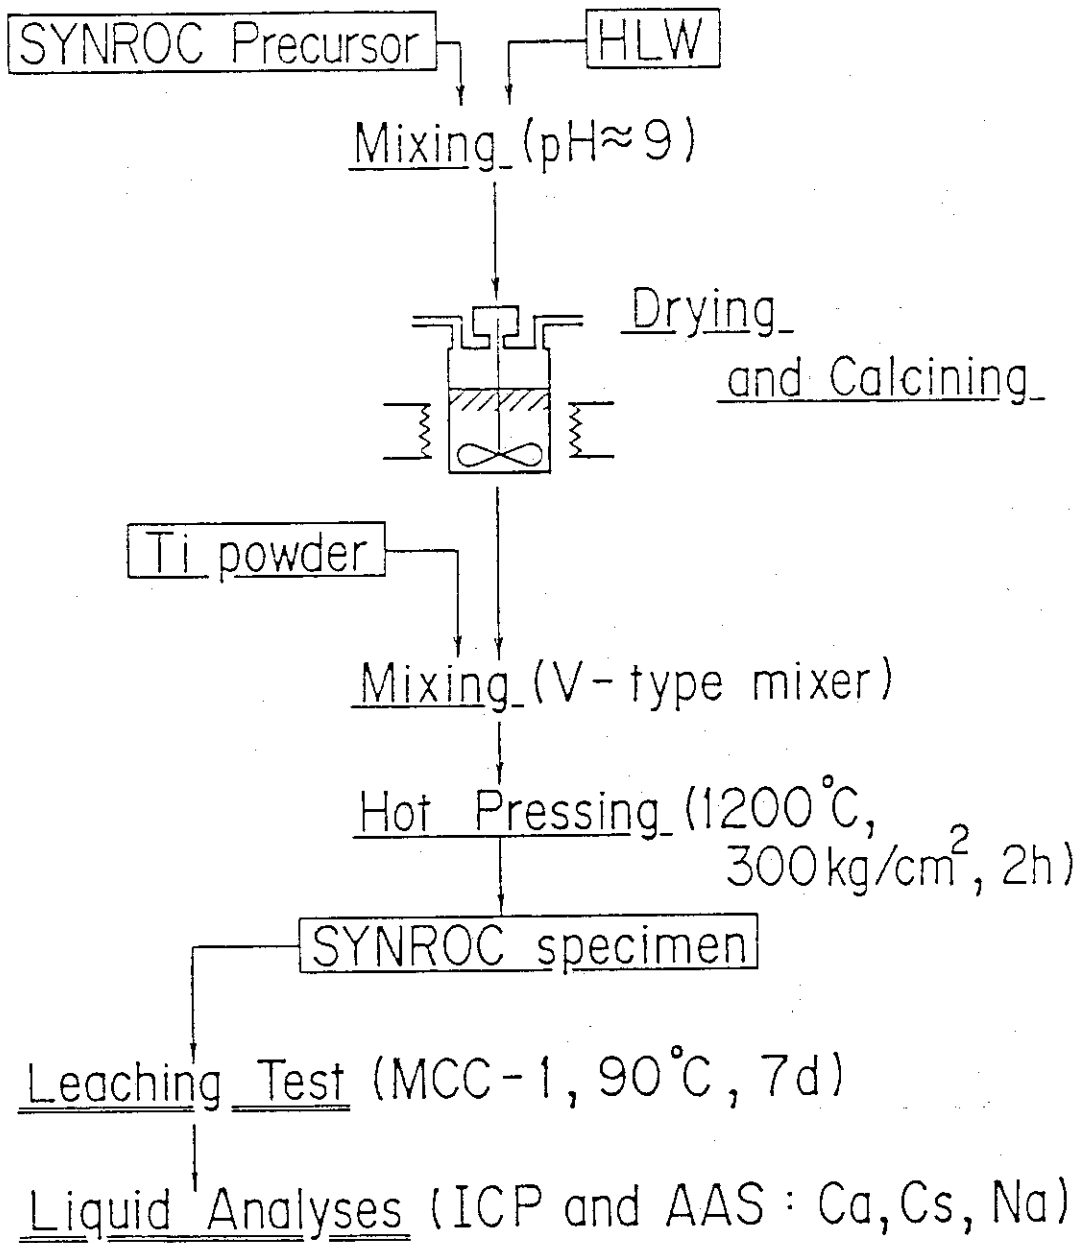 SYNROC Precursor
HLW
Mixing (pH≈9)
Drying
and Calcining
Ti powder
Mixing (V-type mixer)
Hot Pressing (1200°C,
300kg/cm², 2h)
SYNROC specimen
Leaching Test (MCC-1, 90°C, 7d)
Liquid Analyses (ICP and AAS : Ca, Cs, Na)